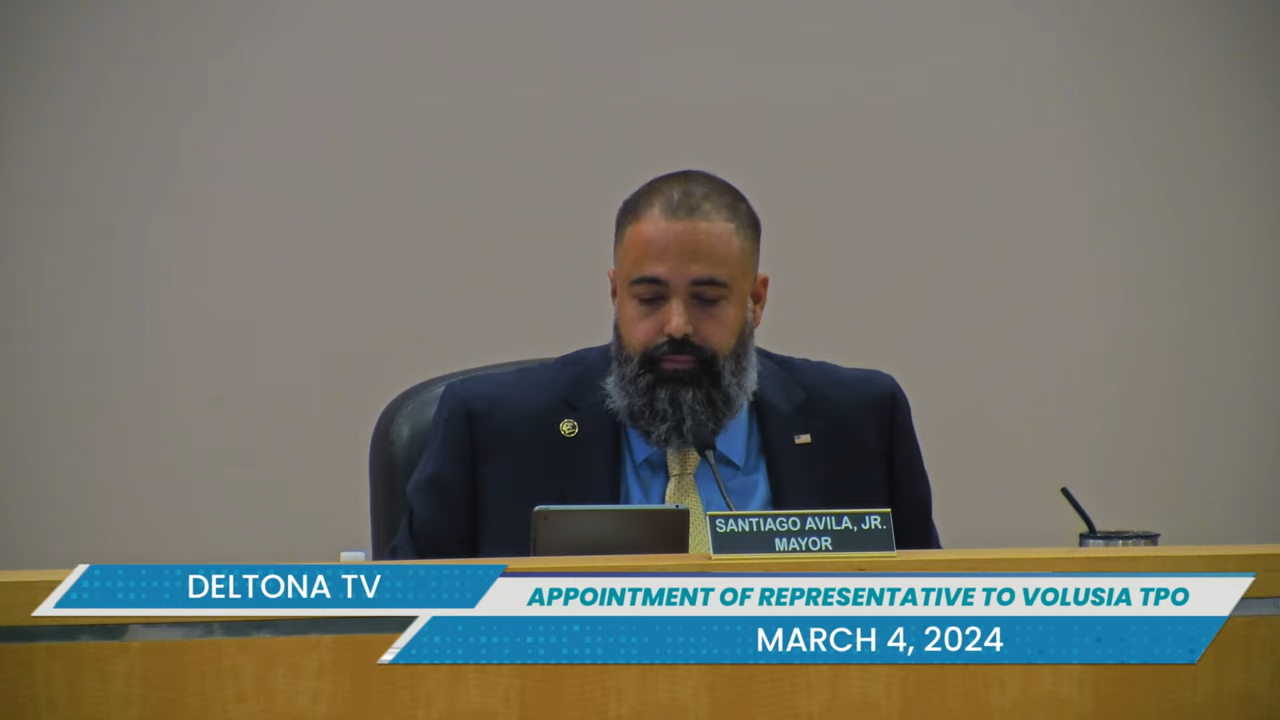 SANTIAGO AVILA, JR.
MAYOR
DELTONA TV
APPOINTMENT OF REPRESENTATIVE TO VOLUSIA TPO
MARCH 4, 2024